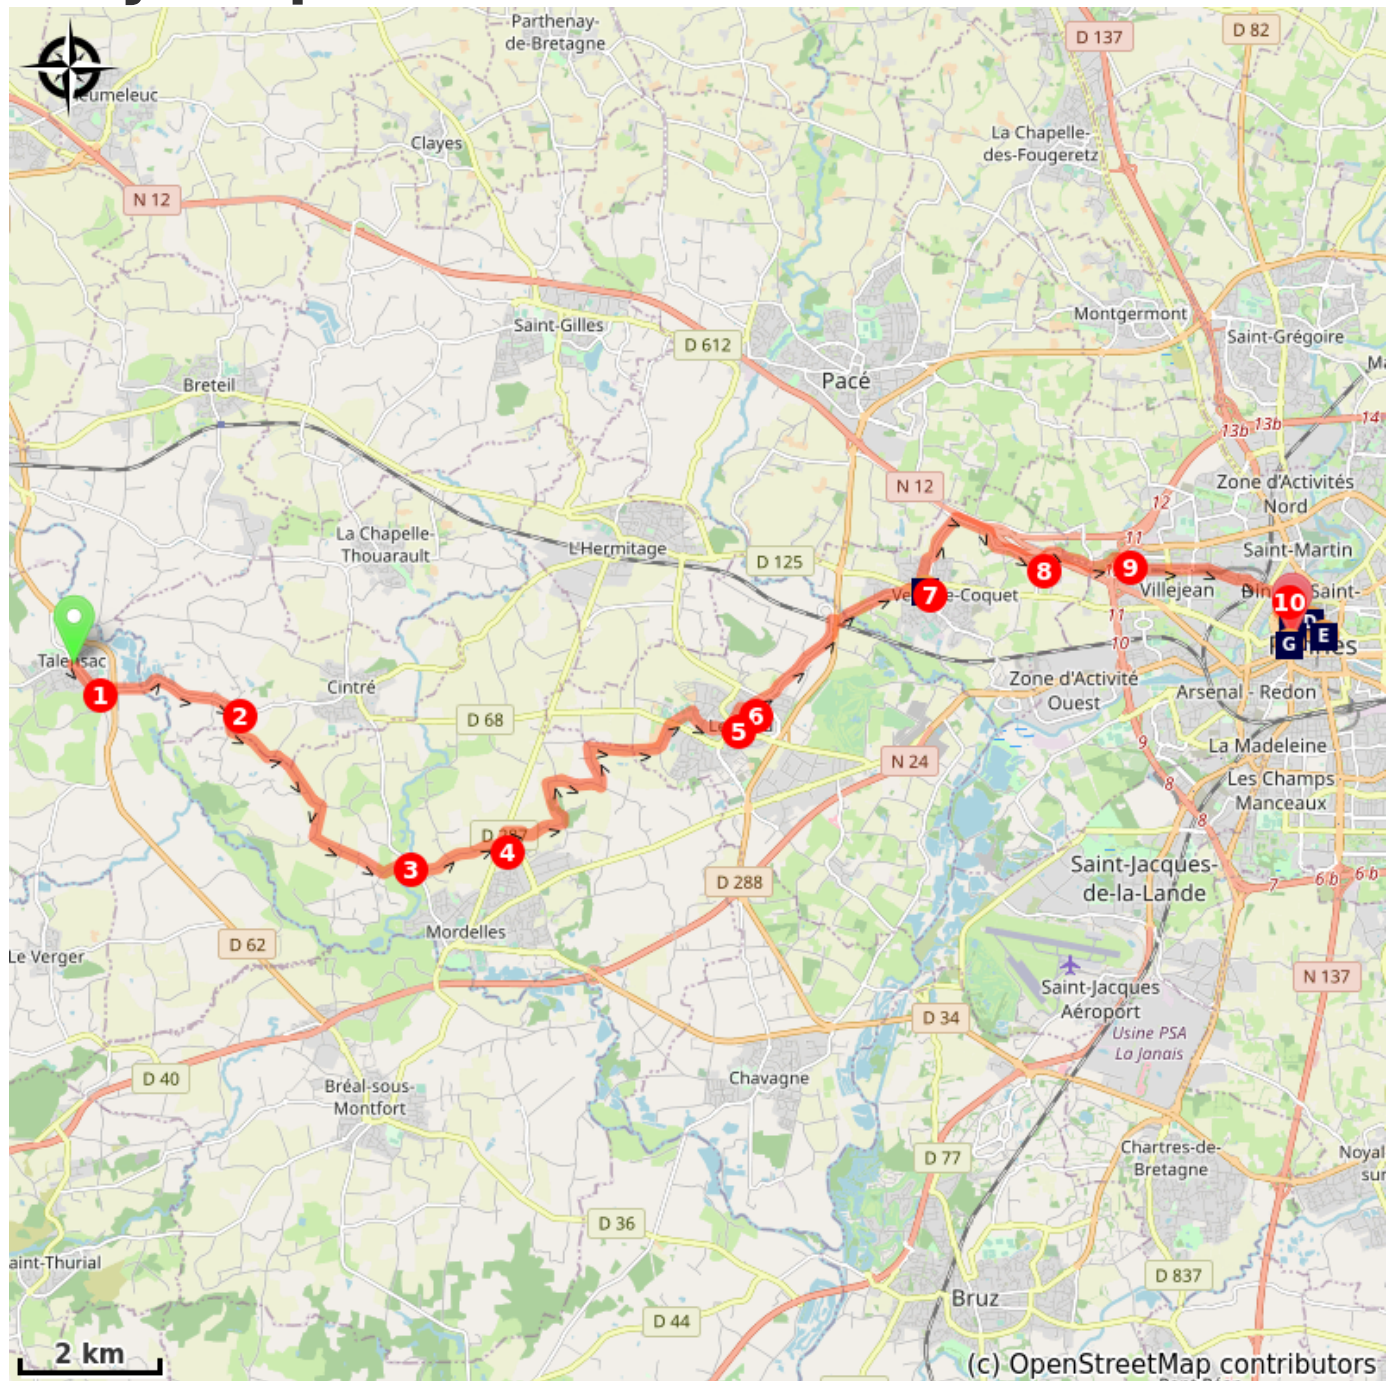 Parthenay-
de-Bretagne
D 137
D 82
Clayes
La Chapelle-
des-Fougeretz
N 12
Montgermont
Saint-Gilles
Saint-Grégoire
D 612
Breteil
Pacé
13b
13b
14
N 12
Zone d'Activités
Nord
12
La Chapelle-
Thouarault
L'Hermitage
11
Saint-Martin
D 125
8
9
7
e-Coquet
Villejean
Saint-
10
11
10
G
E
Talensac
1
Cintré
Zone d'Activité
Ouest
Arsenal - Redon
2
D 68
6
5
9
La Madeleine
N 24
8
Les Champs
Manceaux
8
4
3
Saint-Jacques-
de-la-Lande
D 288
7
6 b
6 b
Mordelles
D 62
Le Verger
Saint-Jacques
Aéroport
N 137
D 34
Usine PSA
La Janais
D 40
Chavagne
Bréal-sous-
Montfort
D 77
Chartres-de-
Bretagne
D 36
aint-Thurial
D 837
Bruz
D 44
2 km
(c) OpenStreetMap contributors